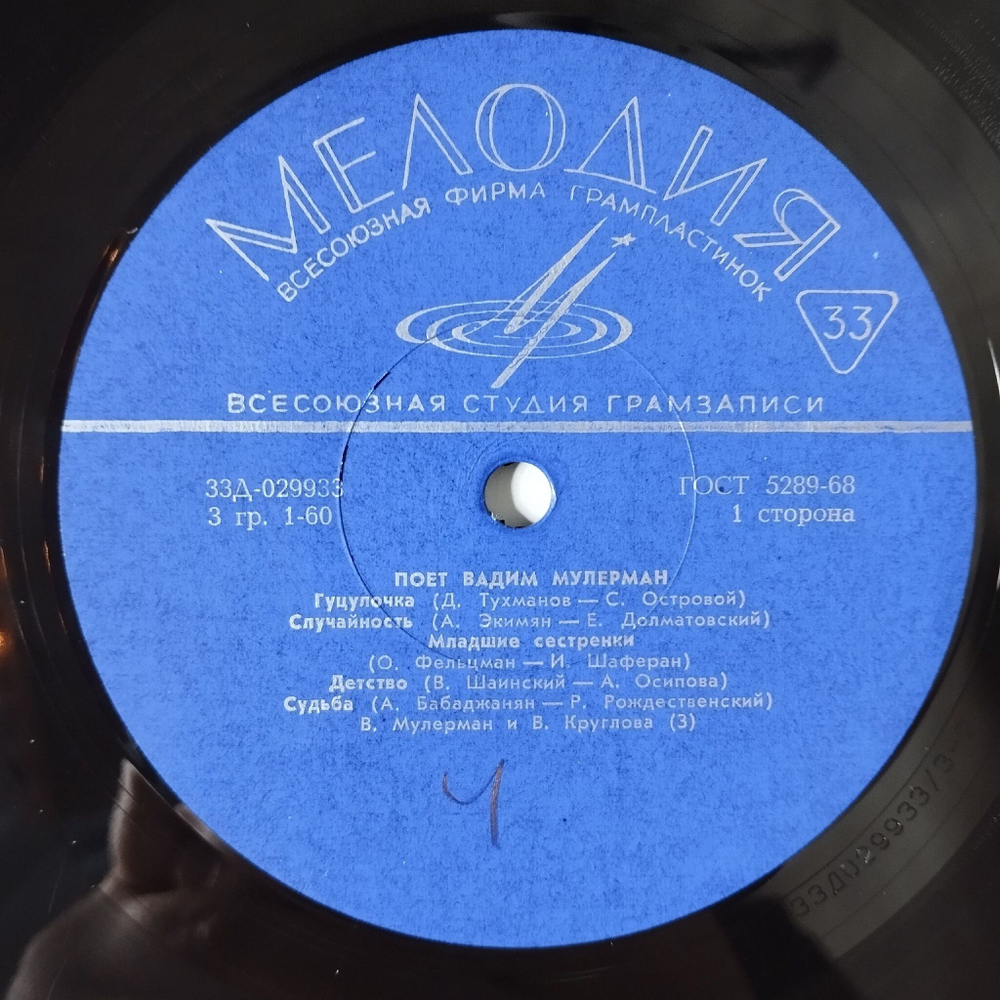 МЕЛОДИЯ
ВСЕСОЮЗНАЯ ФИРМА ГРАМПЛАСТИНОК
33
ВСЕСОЮЗНАЯ СТУДИЯ ГРАМЗАПИСИ
33Д-029933
3 гр. 1-60
ГОСТ 5289-68
1 сторона
ПОЕТ ВАДИМ МУЛЕРМАН
Гуцулочка (Д. Тухманов — С. Островой)
Случайность (А. Экимян — Е. Долматовский)
Младшие сестренки
(О. Фельцман — И. Шаферан)
Детство (В. Шаинский — А. Осипова)
Судьба (А. Бабаджанян — Р. Рождественский)
В. Мулерман и В. Круглова (3)
33Д029933/3-